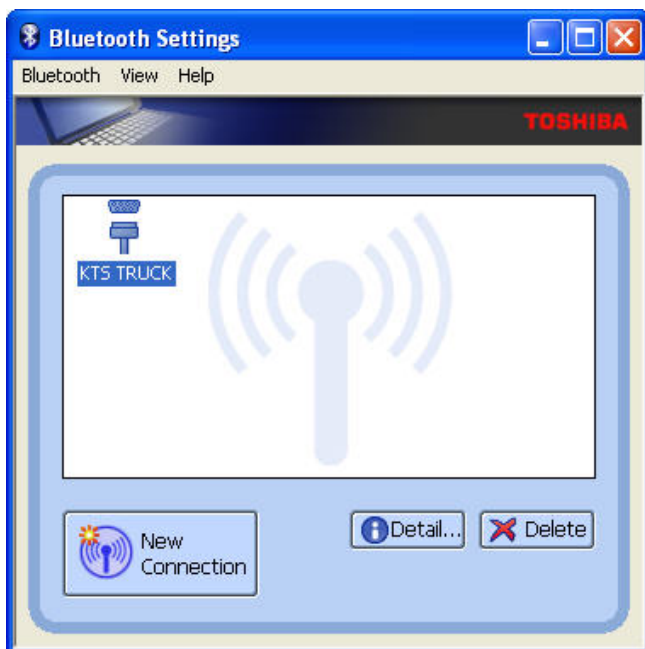 Bluetooth Settings
Bluetooth View Help
TOSHIBA
KTS TRUCK
New
Connection
Detail...
Delete